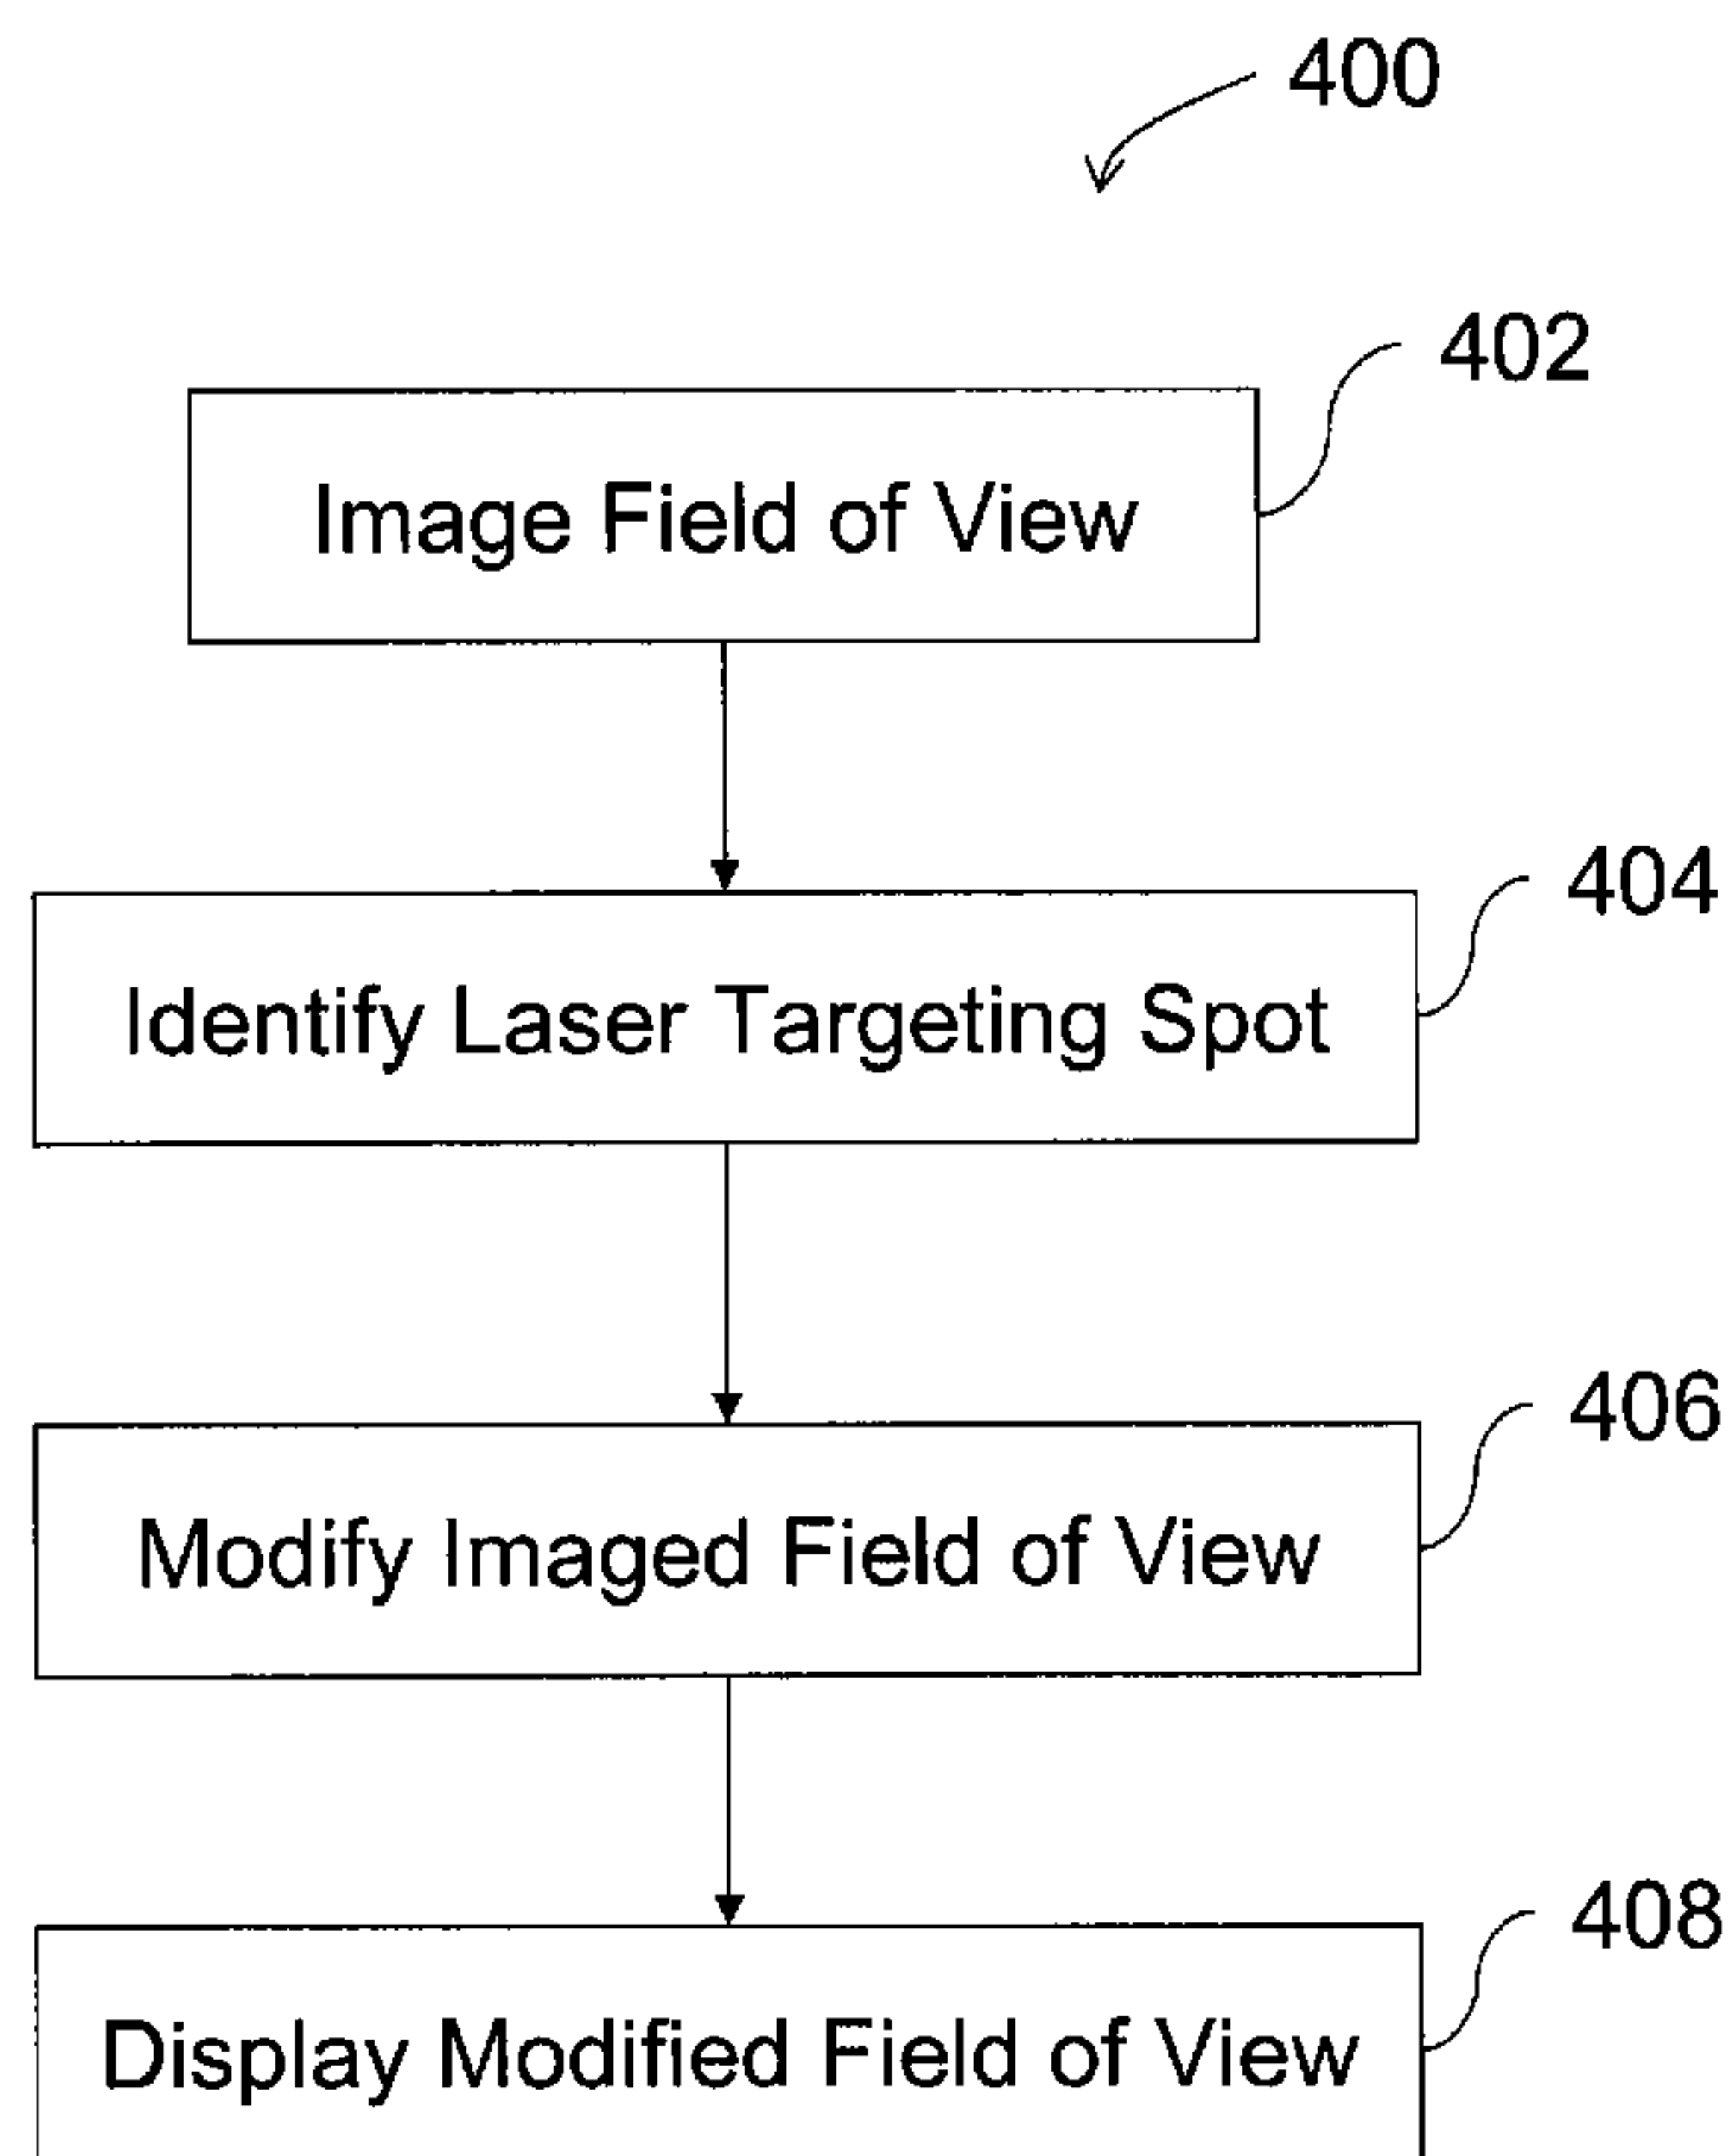 400
402
Image Field of View
404
Identify Laser Targeting Spot
406
Modify Imaged Field of View
408
Display Modified Field of View